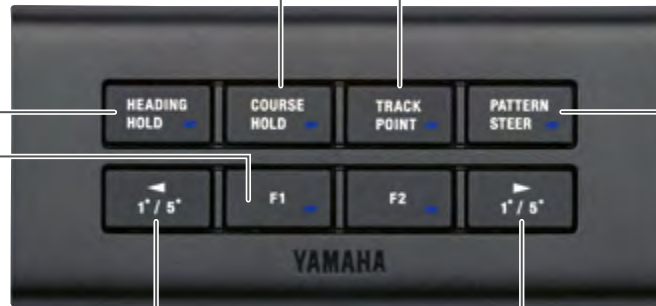 HEADING
HOLD
COURSE
HOLD
TRACK
POINT
PATTERN
STEER
◄
1°/5°
F1
F2
►
1°/5°
YAMAHA